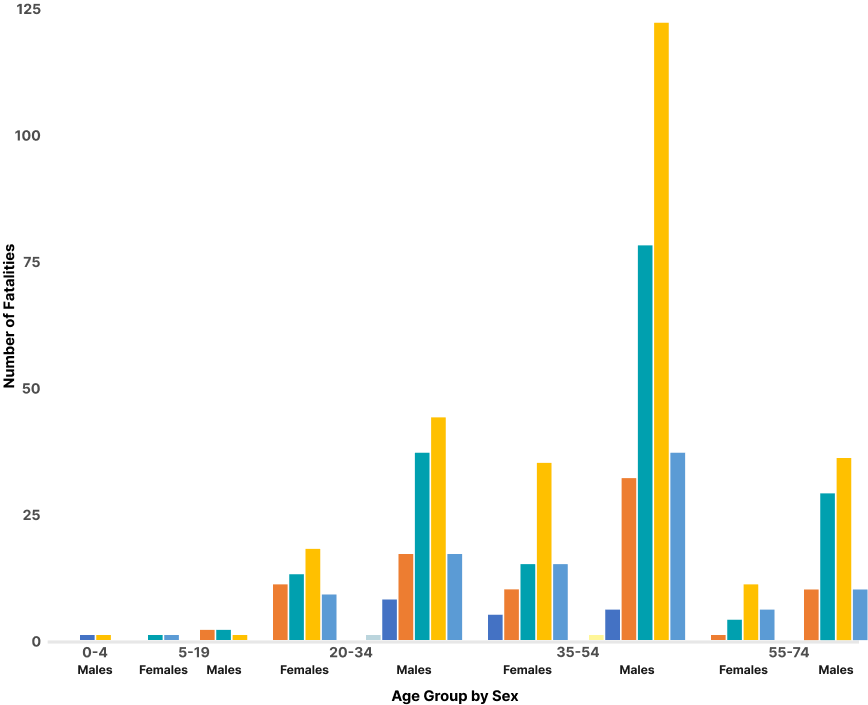 125
100
75
50
25
0
Number of Fatalities
0-4 5-19 20-34 35-54 55-74
Males Females Males Females Males Females Males Females Males
Age Group by Sex